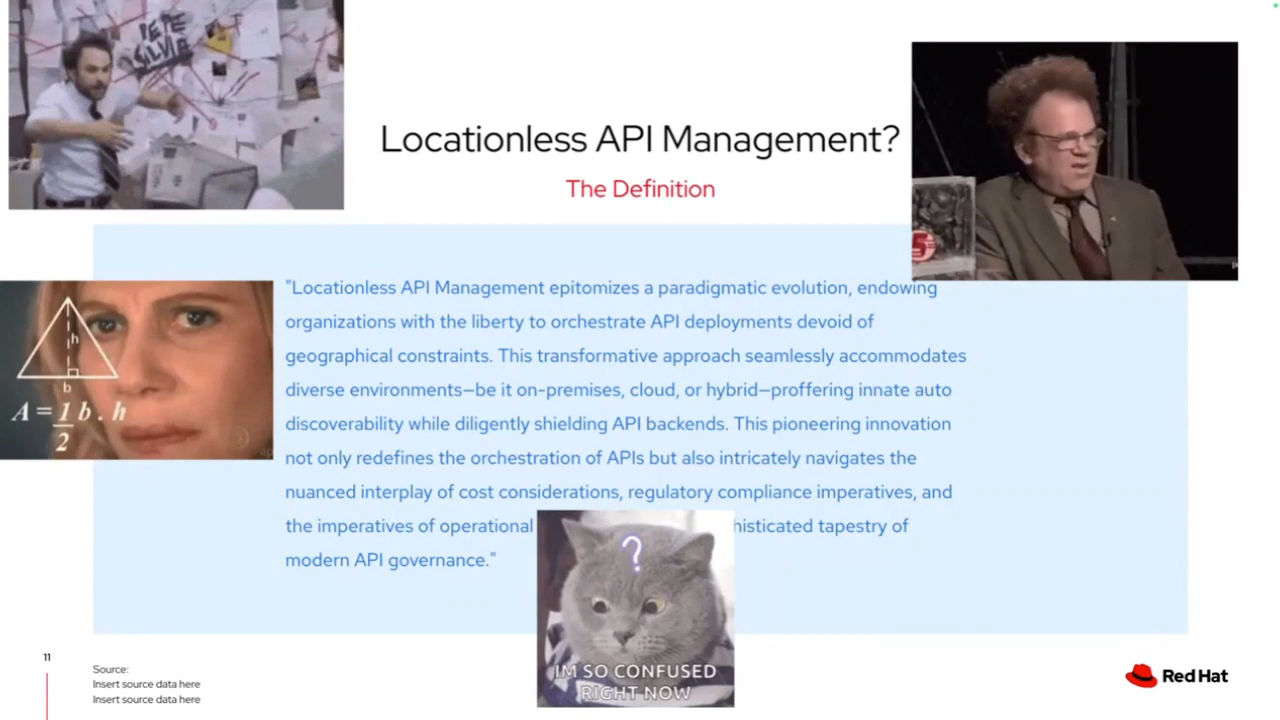 PEPE
SILVIA
Locationless API Management?
The Definition
5
h
b
A = 1 b . h
2
"Locationless API Management epitomizes a paradigmatic evolution, endowing
organizations with the liberty to orchestrate API deployments devoid of
geographical constraints. This transformative approach seamlessly accommodates
diverse environments—be it on-premises, cloud, or hybrid—proffering innate auto
discoverability while diligently shielding API backends. This pioneering innovation
not only redefines the orchestration of APIs but also intricately navigates the
nuanced interplay of cost considerations, regulatory compliance imperatives, and
the imperatives of operational histicated tapestry of
modern API governance."
?
IM SO CONFUSED
RIGHT NOW
11
Source:
Insert source data here
Insert source data here
Red Hat